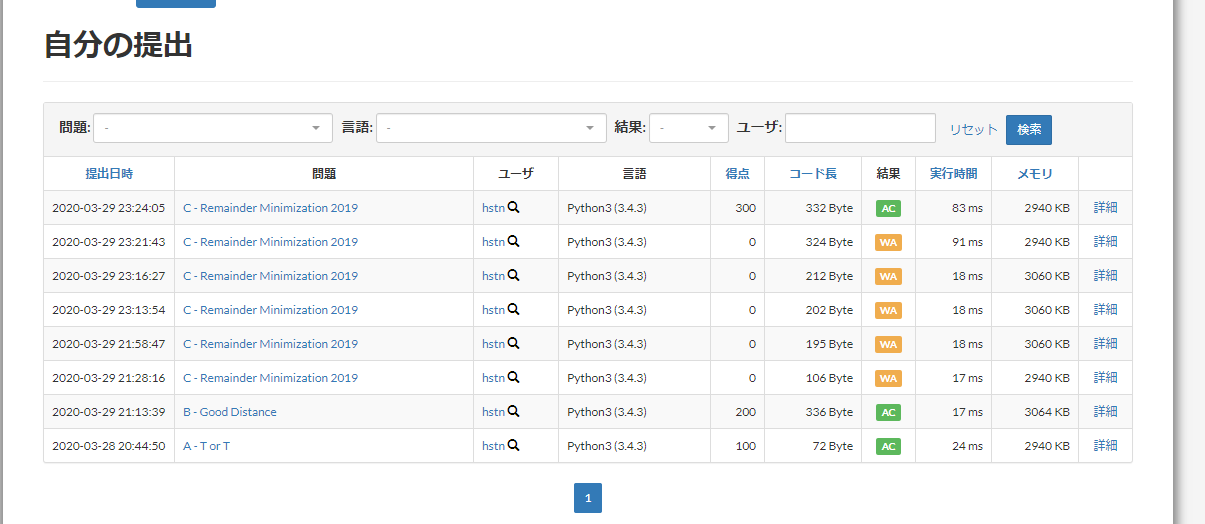 自分の提出
問題: - 言語: - 結果: - ユーザ: リセット 検索
提出日時 問題 ユーザ 言語 得点 コード長 結果 実行時間 メモリ
2020-03-29 23:24:05 C - Remainder Minimization 2019 hstn Python3 (3.4.3) 300 332 Byte AC 83 ms 2940 KB 詳細
2020-03-29 23:21:43 C - Remainder Minimization 2019 hstn Python3 (3.4.3) 0 324 Byte WA 91 ms 2940 KB 詳細
2020-03-29 23:16:27 C - Remainder Minimization 2019 hstn Python3 (3.4.3) 0 212 Byte WA 18 ms 3060 KB 詳細
2020-03-29 23:13:54 C - Remainder Minimization 2019 hstn Python3 (3.4.3) 0 202 Byte WA 18 ms 3060 KB 詳細
2020-03-29 21:58:47 C - Remainder Minimization 2019 hstn Python3 (3.4.3) 0 195 Byte WA 18 ms 3060 KB 詳細
2020-03-29 21:28:16 C - Remainder Minimization 2019 hstn Python3 (3.4.3) 0 106 Byte WA 17 ms 2940 KB 詳細
2020-03-29 21:13:39 B - Good Distance hstn Python3 (3.4.3) 200 336 Byte AC 17 ms 3064 KB 詳細
2020-03-28 20:44:50 A - T or T hstn Python3 (3.4.3) 100 72 Byte AC 24 ms 2940 KB 詳細
1